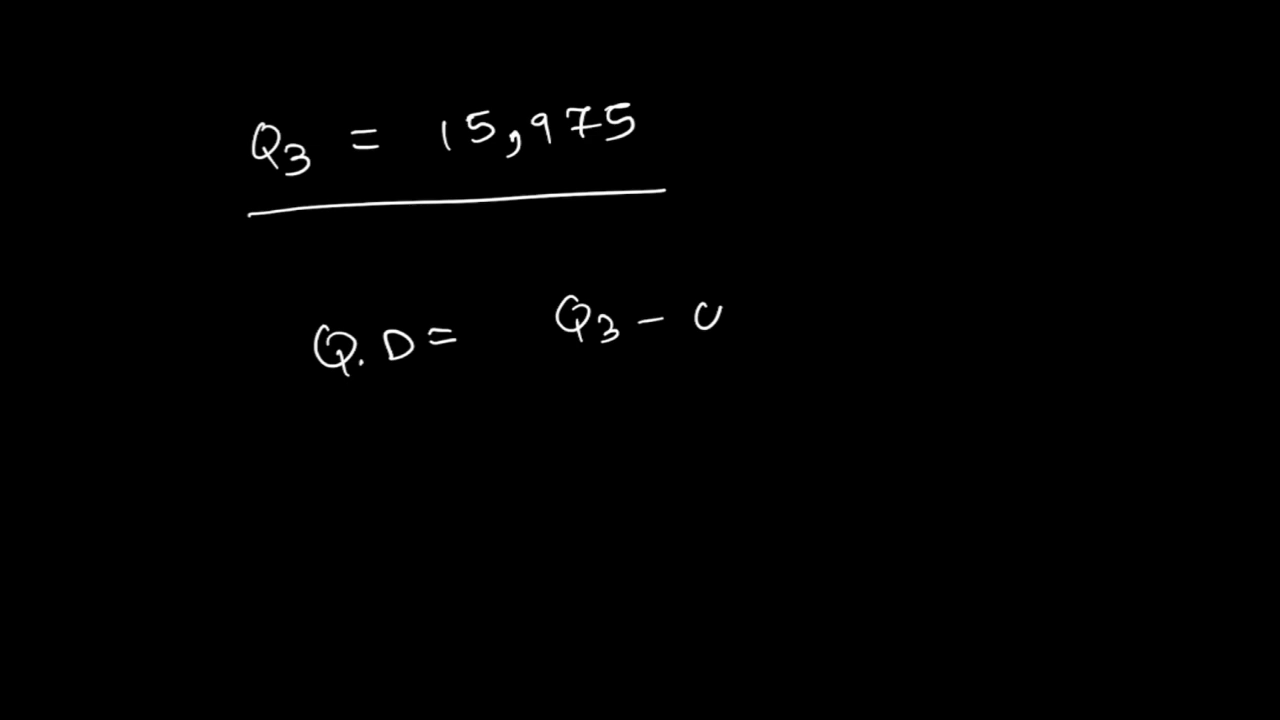 Q3 = 15,975
Q.D = Q3 -